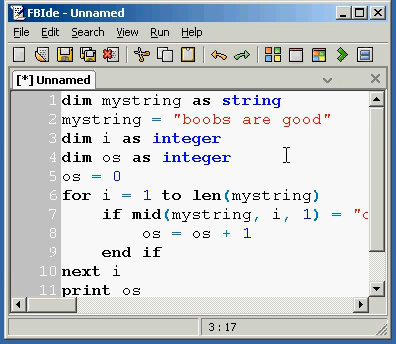 FBIde - Unnamed
File Edit Search View Run Help
[*] Unnamed
1 dim mystring as string
2 mystring = "boobs are good"
3 dim i as integer
4 dim os as integer
5 os = 0
6 for i = 1 to len(mystring)
7 if mid(mystring, i, 1) = "o
8 os = os + 1
9 end if
10 next i
11 print os
3 : 17